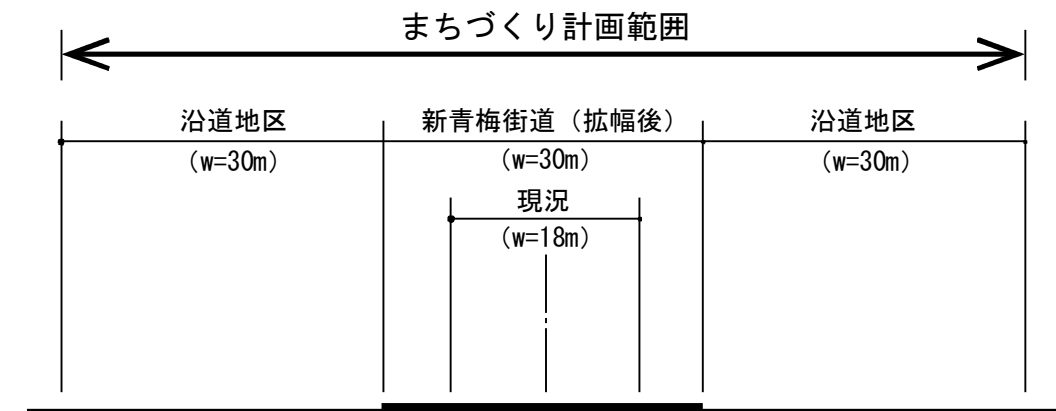 まちづくり計画範囲
沿道地区
新青梅街道（拡幅後）
沿道地区
（w=30m）
（w=30m）
（w=30m）
現況
（w=18m）